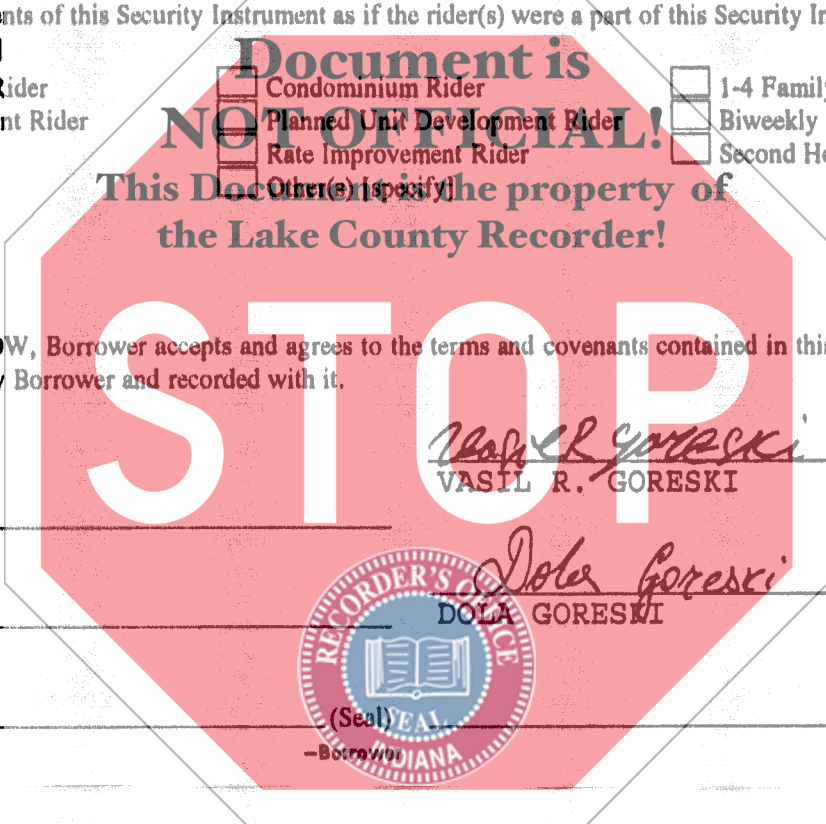 nts of this Security Instrument as if the rider(s) were a part of this Security In
Document is
Rider Condominium Rider 1-4 Family
NOT OFFICIAL!
nt Rider Planned Unit Development Rider Biweekly
Rate Improvement Rider Second Ho
This Document is the property of
Other(s) [specify]
the Lake County Recorder!
STOP
OW, Borrower accepts and agrees to the terms and covenants contained in this
y Borrower and recorded with it.
Vasil R Goreski
VASIL R. GORESKI
Dola Goreski
DOLA GORESKI
RECORDER'S OFFICE
(Seal)
SEAL
-Borrower
INDIANA